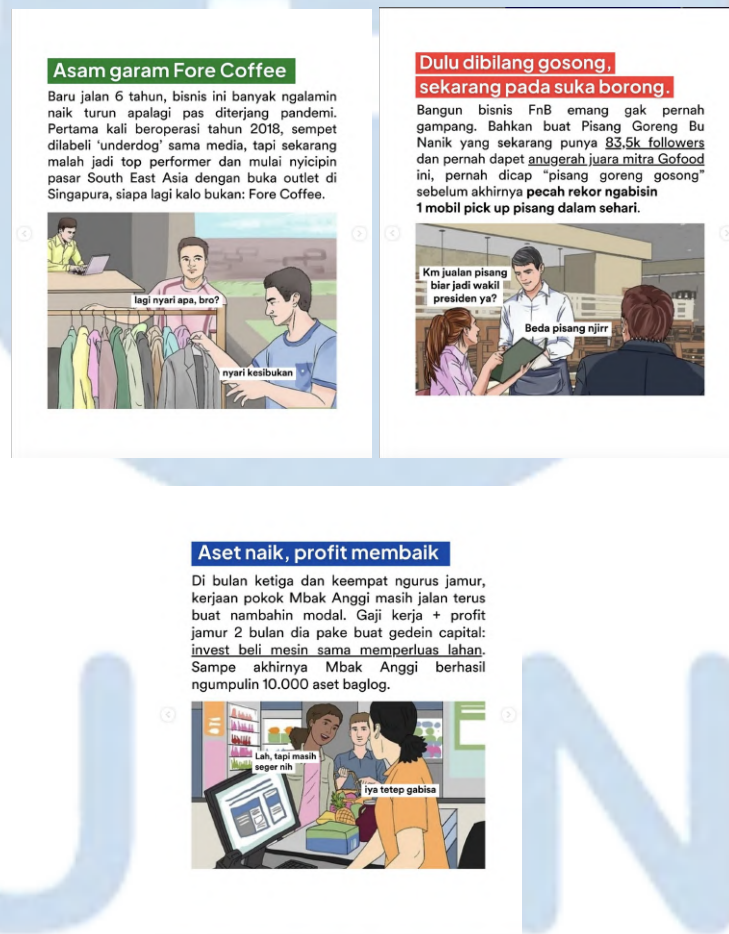 Asam garam Fore Coffee
Baru jalan 6 tahun, bisnis ini banyak ngalamin
naik turun apalagi pas diterjang pandemi.
Pertama kali beroperasi tahun 2018, sempet
dilabeli ‘underdog’ sama media, tapi sekarang
malah jadi top performer dan mulai nyicipin
pasar South East Asia dengan buka outlet di
Singapura, siapa lagi kalo bukan: Fore Coffee.
lagi nyari apa, bro?
nyari kesibukan
Dulu dibilang gosong,
sekarang pada suka borong.
Bangun bisnis FnB emang gak pernah
gampang. Bahkan buat Pisang Goreng Bu
Nanik yang sekarang punya 83,5k followers
dan pernah dapet anugerah juara mitra Gofood
ini, pernah dicap “pisang goreng gosong”
sebelum akhirnya pecah rekor ngabisin
1 mobil pick up pisang dalam sehari.
Km jualan pisang
biar jadi wakil
presiden ya?
Beda pisang njirr
Aset naik, profit membaik
Di bulan ketiga dan keempat ngurus jamur,
kerjaan pokok Mbak Anggi masih jalan terus
buat nambahin modal. Gaji kerja + profit
jamur 2 bulan dia pake buat gedein capital:
invest beli mesin sama memperluas lahan.
Sampe akhirnya Mbak Anggi berhasil
ngumpulin 10.000 aset baglog.
Lah, tapi masih
seger nih
iya tetep gabisa
U N